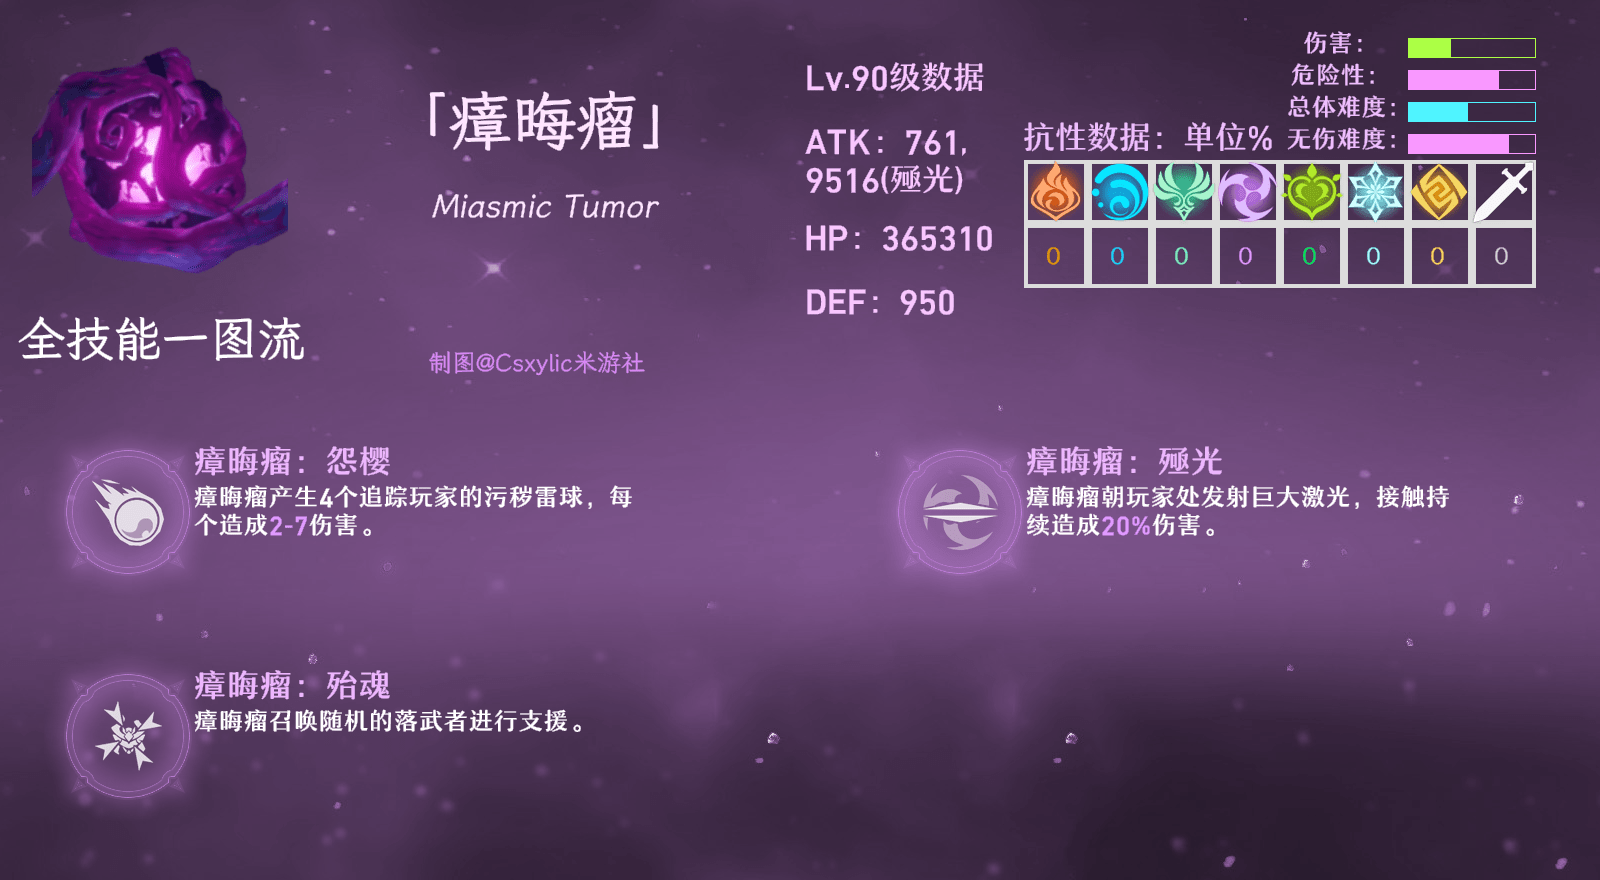 「瘴晦瘤」
Miasmic Tumor
全技能一图流
制图@Csxylic米游社
Lv.90级数据
ATK：761,
9516(殛光)
HP：365310
DEF：950
伤害：
危险性：
总体难度：
无伤难度：
抗性数据：单位%
0 0 0 0 0 0 0 0
瘴晦瘤：怨樱
瘴晦瘤产生4个追踪玩家的污秽雷球，每
个造成2-7伤害。
瘴晦瘤：殛光
瘴晦瘤朝玩家处发射巨大激光，接触持
续造成20%伤害。
瘴晦瘤：殆魂
瘴晦瘤召唤随机的落武者进行支援。